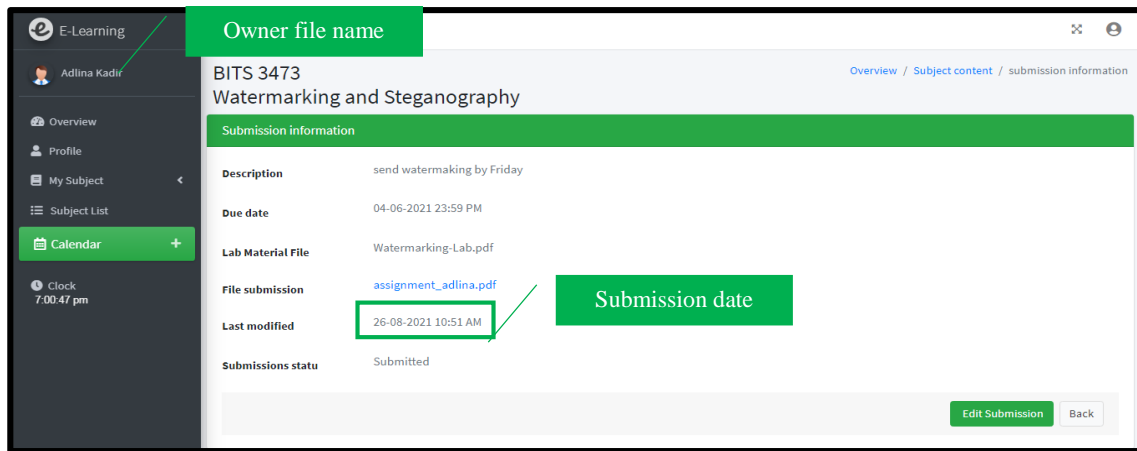 E-Learning
Owner file name
Adlina Kadir
BITS 3473
Watermarking and Steganography
Overview / Subject content / submission information
Overview
Profile
My Subject
Subject List
Calendar +
Clock
7:00:47 pm
Submission information
Description send watermaking by Friday
Due date 04-06-2021 23:59 PM
Lab Material File Watermarking-Lab.pdf
File submission assignment_adlina.pdf
Submission date
Last modified 26-08-2021 10:51 AM
Submissions statu Submitted
Edit Submission Back